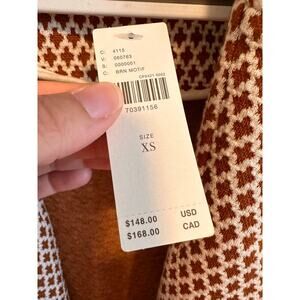 C: 4115
V: 060763
S: 0000001
C: BRN MOTIF
70391156
SIZE
XS
$148.00 USD
$168.00 CAD